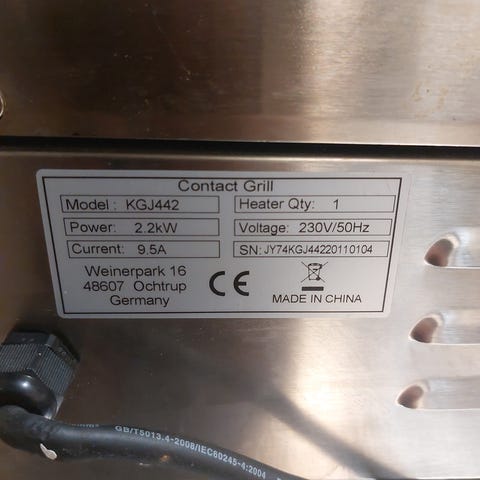 Contact Grill
Model : KGJ442
Heater Qty: 1
Power: 2.2kW
Voltage: 230V/50Hz
Current: 9.5A
SN: JY74KGJ44220110104
Weinerpark 16
48607 Ochtrup
Germany
CE
MADE IN CHINA
GB/T5013.4-2008/IEC60245-4:2004